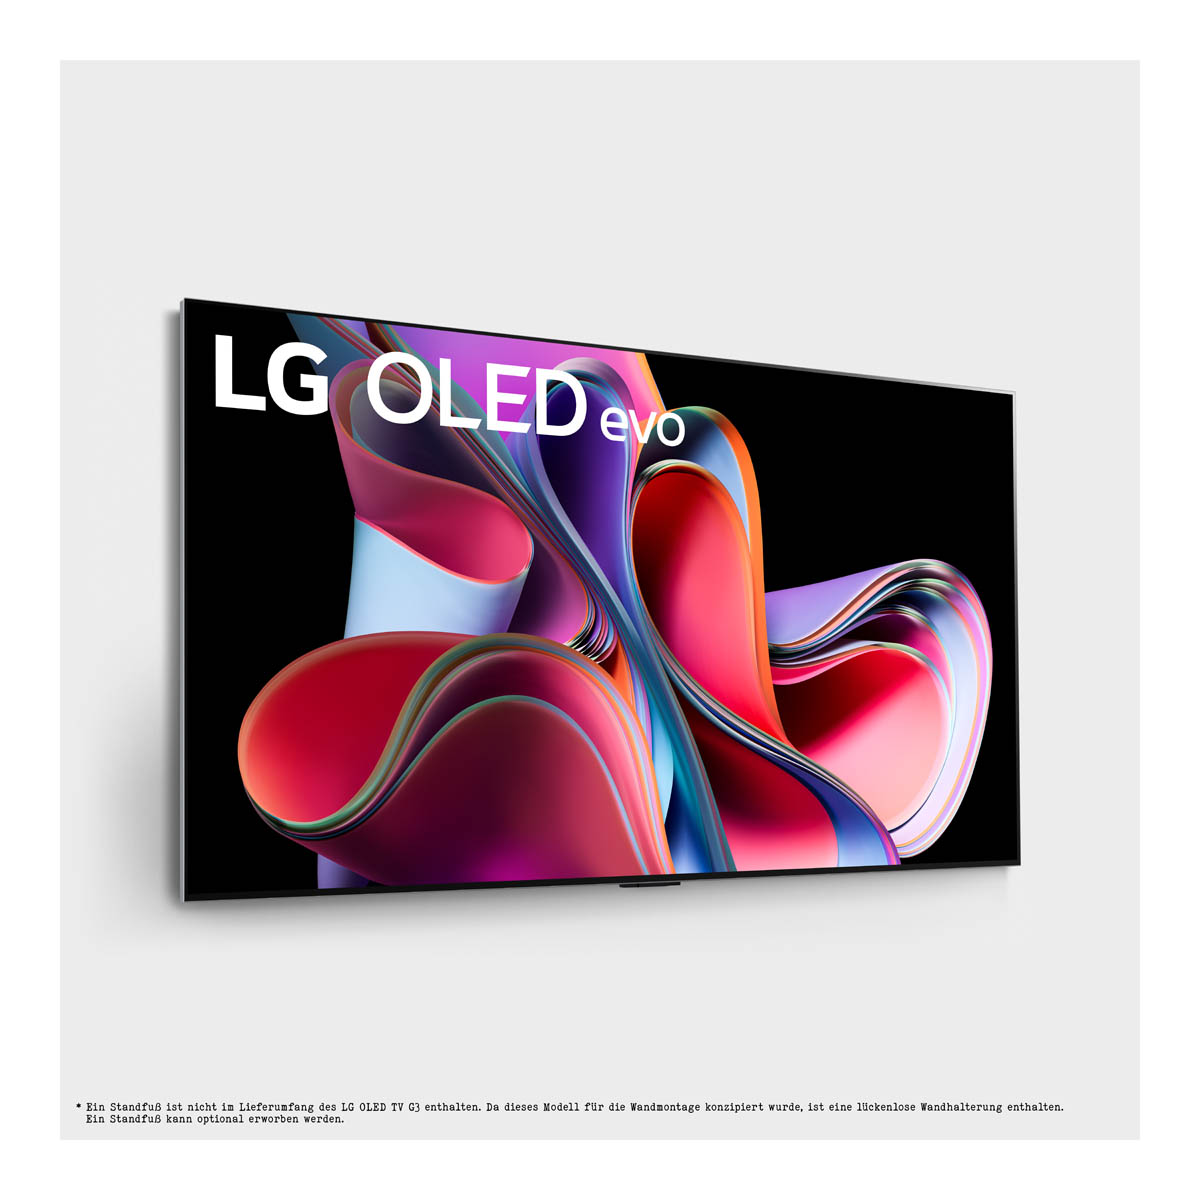 LG OLED evo
* Ein Standfuß ist nicht im Lieferumfang des LG OLED TV G3 enthalten. Da dieses Modell für die Wandmontage konzipiert wurde, ist eine lückenlose Wandhalterung enthalten.
Ein Standfuß kann optional erworben werden.